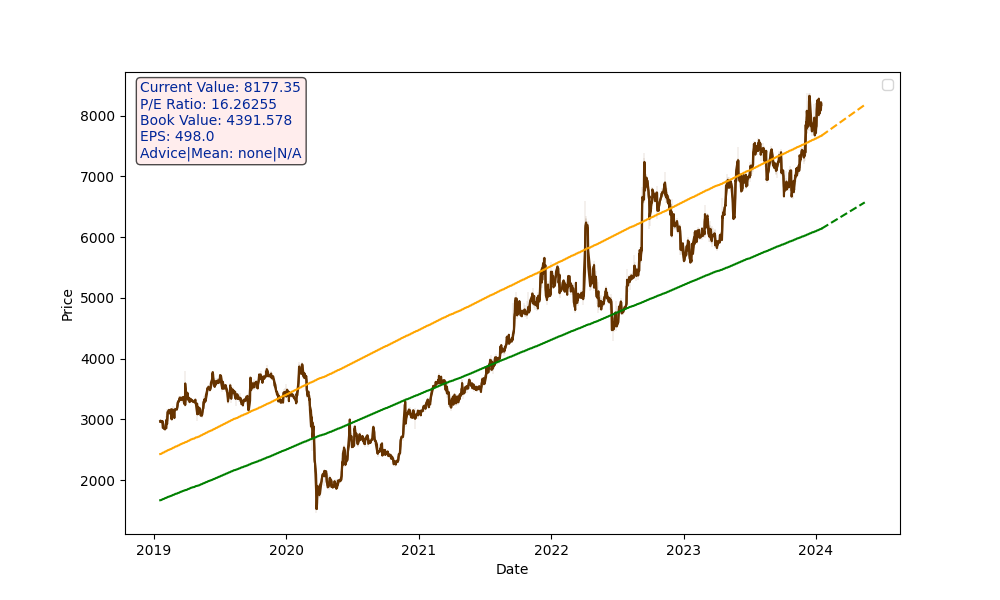 Current Value: 8177.35
P/E Ratio: 16.26255
Book Value: 4391.578
EPS: 498.0
Advice|Mean: none|N/A
8000
7000
6000
5000
4000
3000
2000
Price
2019 2020 2021 2022 2023 2024
Date